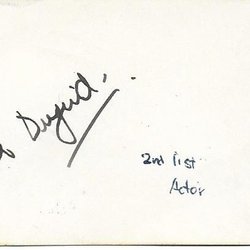 Duguid
2nd list
Actor